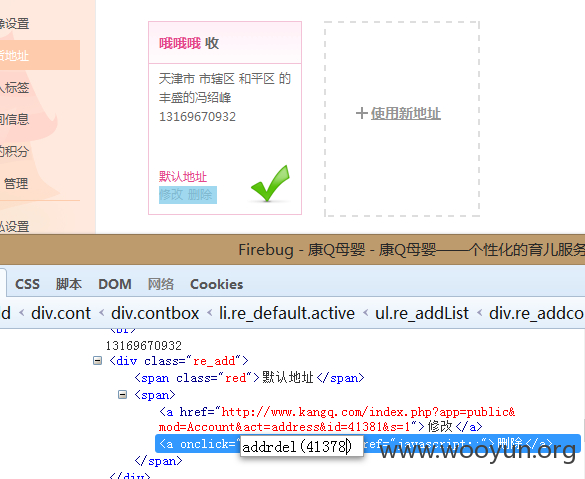 像设置
货地址
人标签
间信息
的积分
管理
私设置
哦哦哦 收
天津市 市辖区 和平区 的
丰盛的冯绍峰
13169670932
默认地址
修改 删除
使用新地址
Firebug - 康Q母婴 - 康Q母婴——个性化的育儿服务
CSS 脚本 DOM 网络 Cookies
d < div.cont < div.contbox < li.re_default.active < ul.re_addList < div.re_addco
13169670932
<div class="re_add">
<span class="red">默认地址</span>
<span>
<a href="http://www.kangq.com/index.php?app=public&
mod=Account&act=address&id=41381&s=1">修改</a>
<a onclick="addrdel(41378) ref="javascript:;">删除</a>
</span>
</div>
www.wooyun.org